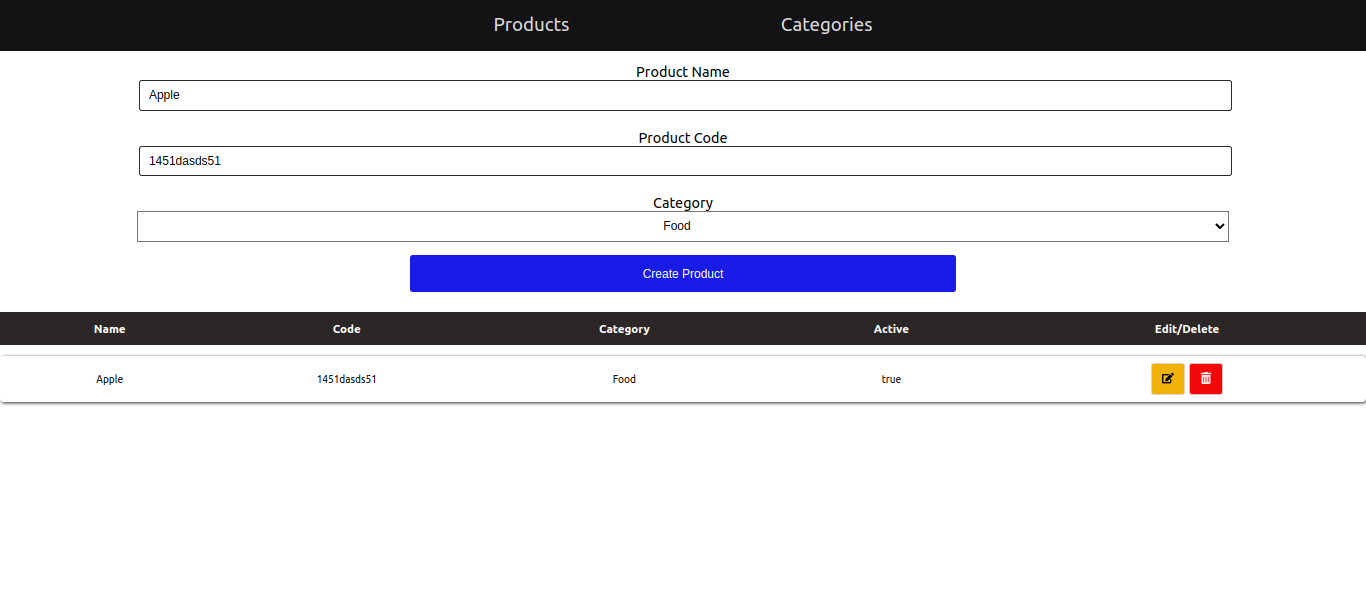 Products Categories
Product Name
Apple
Product Code
1451dasds51
Category
Food
Create Product
Name Code Category Active Edit/Delete
Apple 1451dasds51 Food true